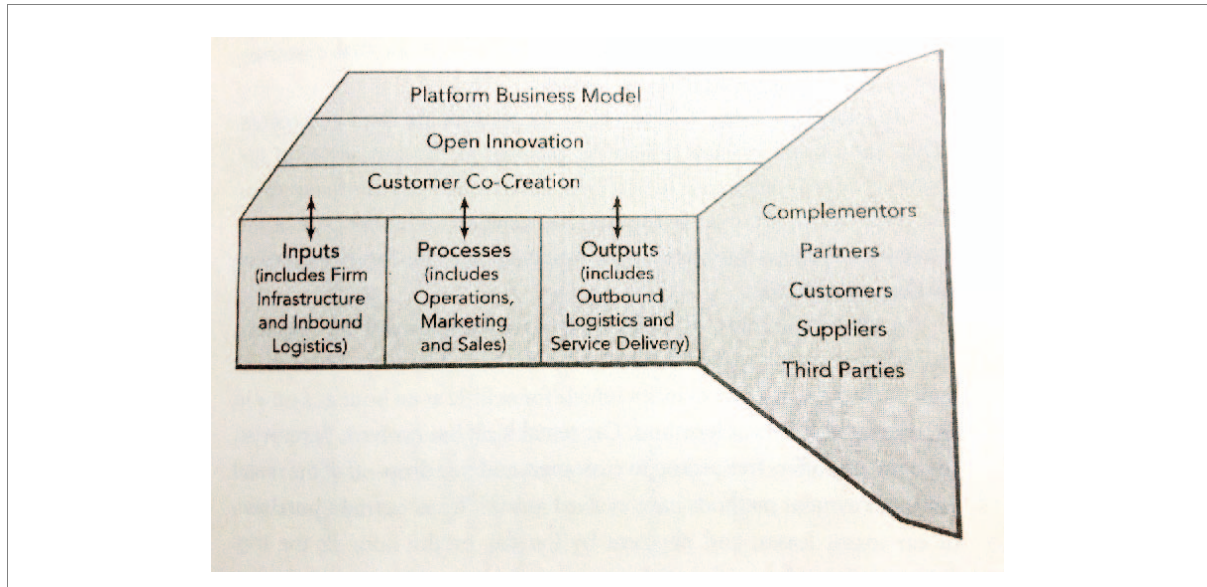 Platform Business Model
Open Innovation
Customer Co-Creation
Inputs
(includes Firm
Infrastructure
and Inbound
Logistics)
Processes
(includes
Operations,
Marketing
and Sales)
Outputs
(includes
Outbound
Logistics and
Service Delivery)
Complementors
Partners
Customers
Suppliers
Third Parties